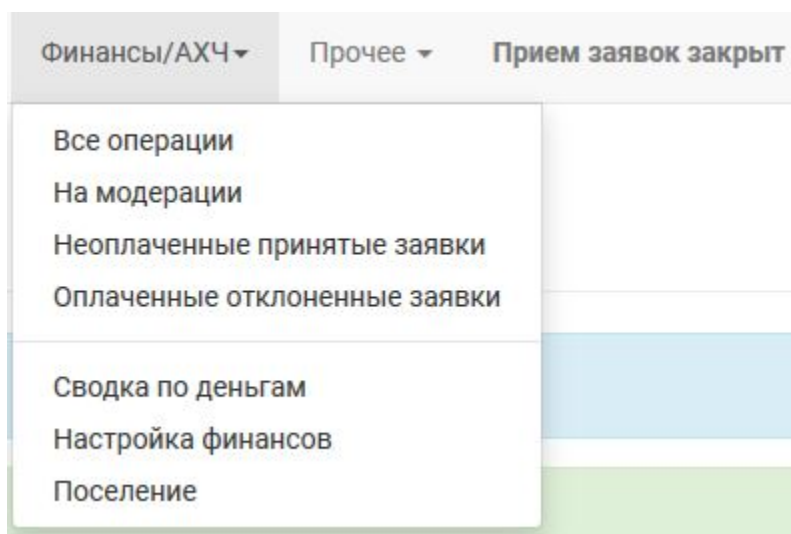 Финансы/АХЧ Прочее Прием заявок закрыт
Все операции
На модерации
Неоплаченные принятые заявки
Оплаченные отклоненные заявки
Сводка по деньгам
Настройка финансов
Поселение